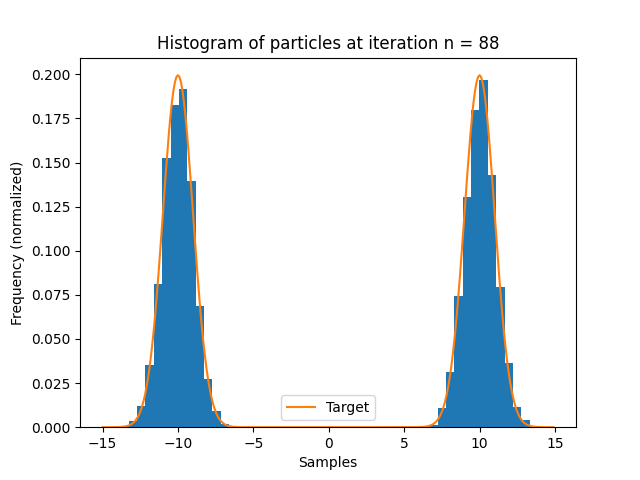 Histogram of particles at iteration n = 88
Frequency (normalized)
0.200
0.175
0.150
0.125
0.100
0.075
0.050
0.025
0.000
Target
−15 −10 −5 0 5 10 15
Samples